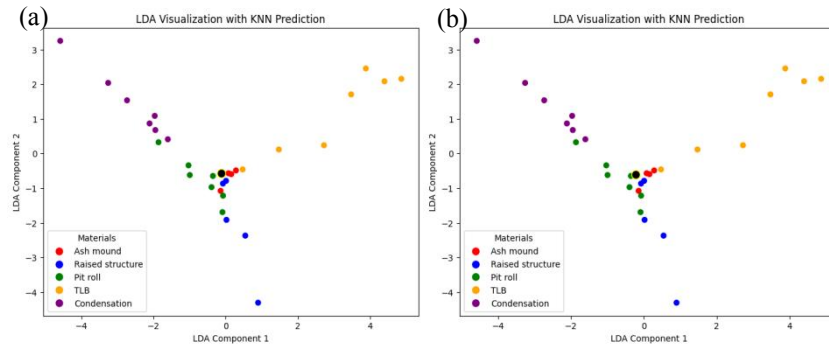 (a)
LDA Visualization with KNN Prediction
LDA Component 2
3
2
1
0
−1
−2
−3
−4
Materials
Ash mound
Raised structure
Pit roll
TLB
Condensation
−4 −2 0 2 4
LDA Component 1
(b)
LDA Visualization with KNN Prediction
LDA Component 2
3
2
1
0
−1
−2
−3
−4
Materials
Ash mound
Raised structure
Pit roll
TLB
Condensation
−4 −2 0 2 4
LDA Component 1